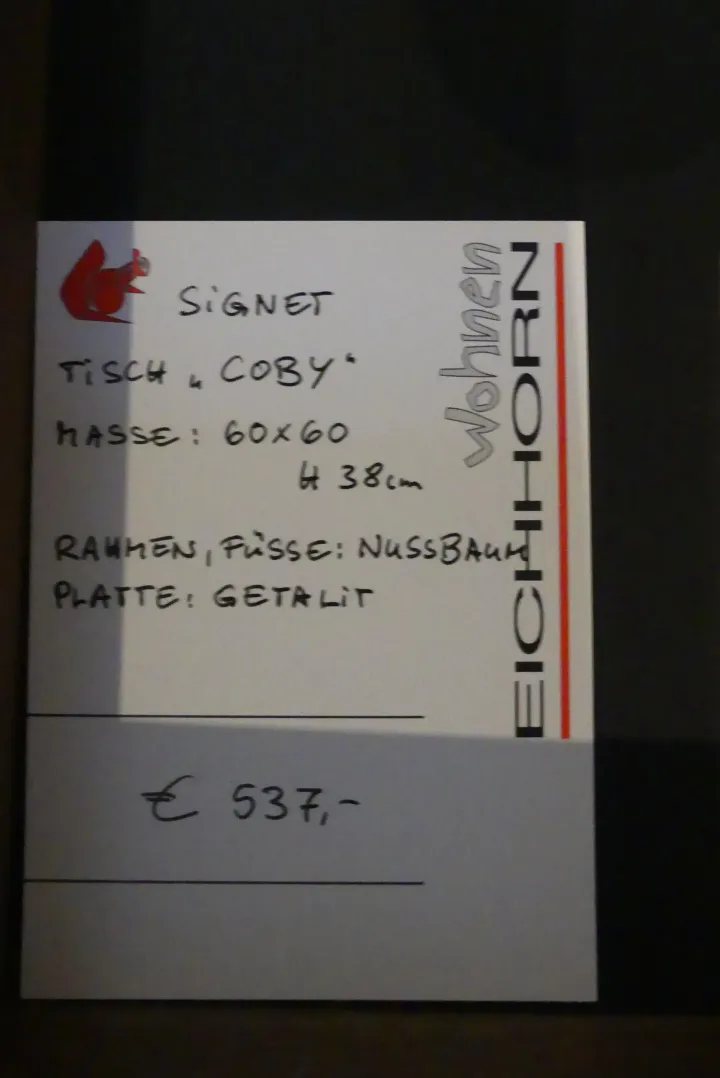 SiGNET
TiSCH „ COBY“
MASSE: 60x60
H 38cm
RAHMEN, FÜSSE: NUSSBAUM
PLATTE: GETALiT
€ 537,-
Wohnen
EICHHORN